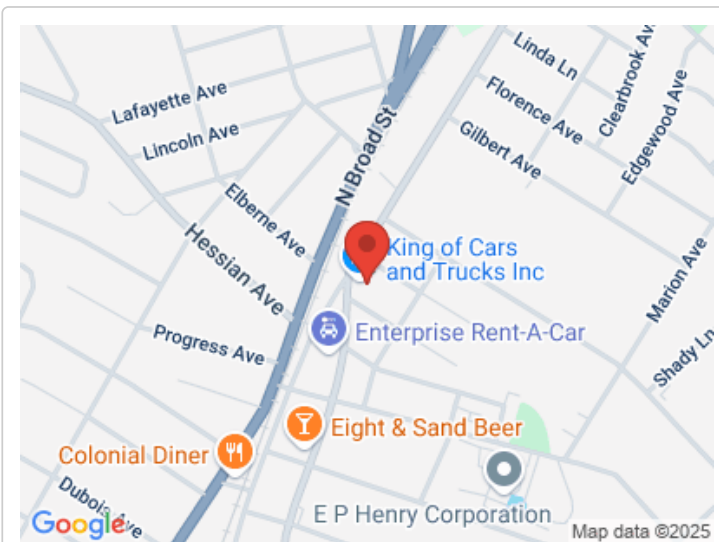 Linda Ln
Clearbrook Av
Lafayette Ave
Florence Ave
Edgewood Ave
Lincoln Ave
N Broad St
Gilbert Ave
Elberne Ave
Hessian Ave
King of Cars
and Trucks Inc
Marion Ave
Progress Ave
Enterprise Rent-A-Car
Shady Ln
Eight & Sand Beer
Colonial Diner
Dubois Ave
E P Henry Corporation
Google
Map data ©2025